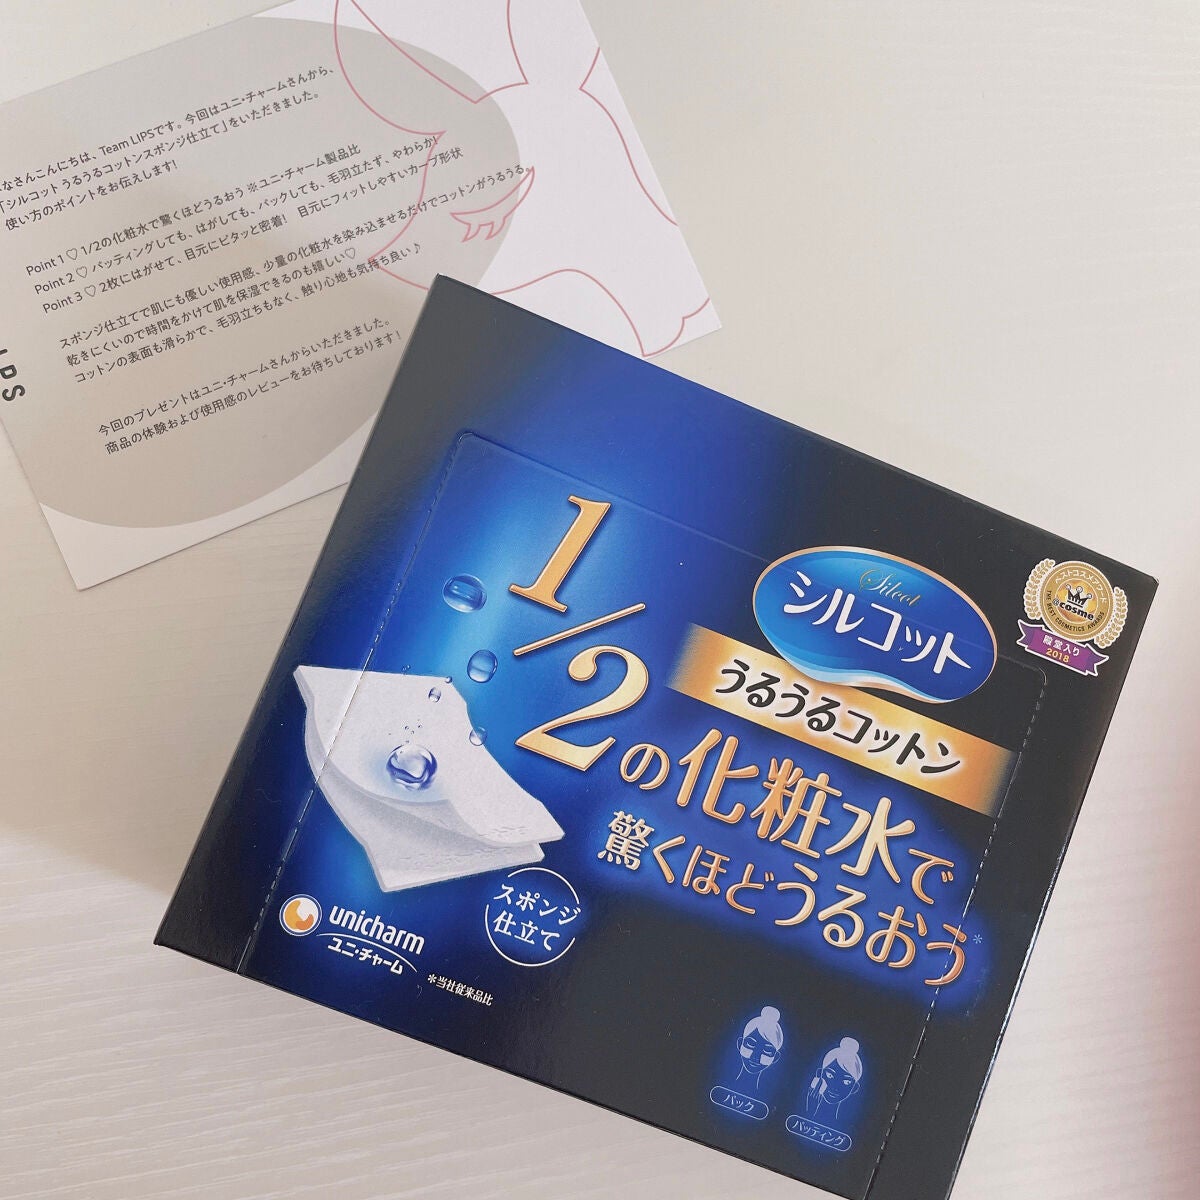 なさんこんにちは、Team LIPSです。今回はユニ・チャームさんから、
「シルコット うるうるコットンスポンジ仕立て」をいただきました。
使い方のポイントをお伝えします！
Point 1♡ 1/2の化粧水で驚くほどうるおう ※ユニ・チャーム製品比
Point 2♡ パッティングしても、はがしても、パックしても、毛羽立たず、やわらか！
Point 3♡ 2枚にはがせて、目元にピタッと密着！ 目元にフィットしやすいカーブ形状
スポンジ仕立てで肌にも優しい使用感、少量の化粧水を染み込ませるだけでコットンがうるうる。
乾きにくいので時間をかけて肌を保湿できるのも嬉しい♡
コットンの表面も滑らかで、毛羽立ちもなく、触り心地も気持ち良い♪
今回のプレゼントはユニ・チャームさんからいただきました。
商品の体験および使用感のレビューをお待ちしております！
IPS
Silcot
シルコット
うるうるコットン
ベストコスメアワード
@cosme
THE BEST COSMETICS AWARDS
殿堂入り
2018
1/2の化粧水で
驚くほどうるおう*
スポンジ
仕立て
unicharm
ユニ・チャーム
*当社従来品比
パック
パッティング